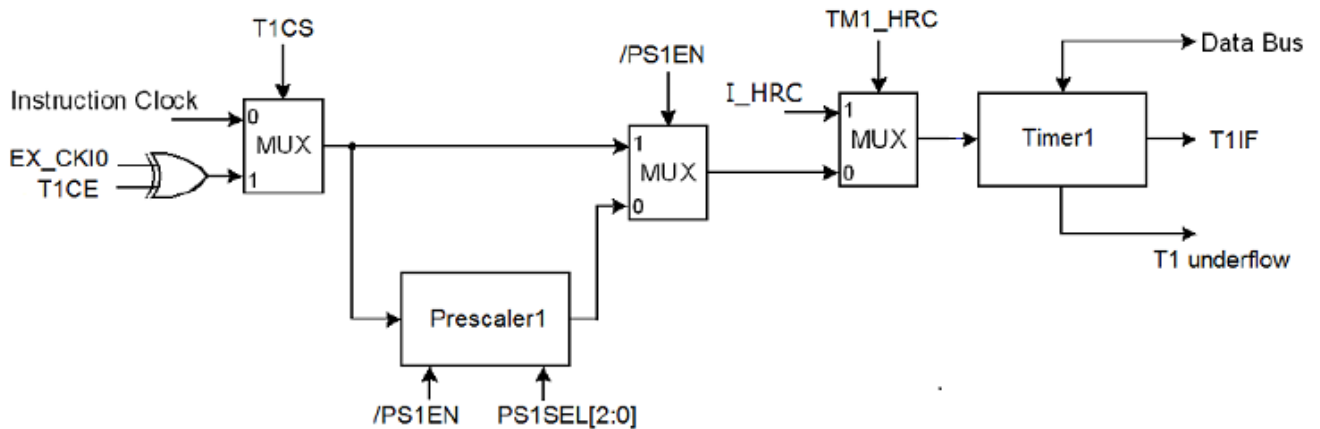 T1CS
TM1_HRC
/PS1EN
Data Bus
I_HRC
Instruction Clock
0
MUX
1
EX_CKI0
T1CE
1
MUX
0
1
MUX
0
Timer1
T1IF
T1 underflow
Prescaler1
/PS1EN
PS1SEL[2:0]